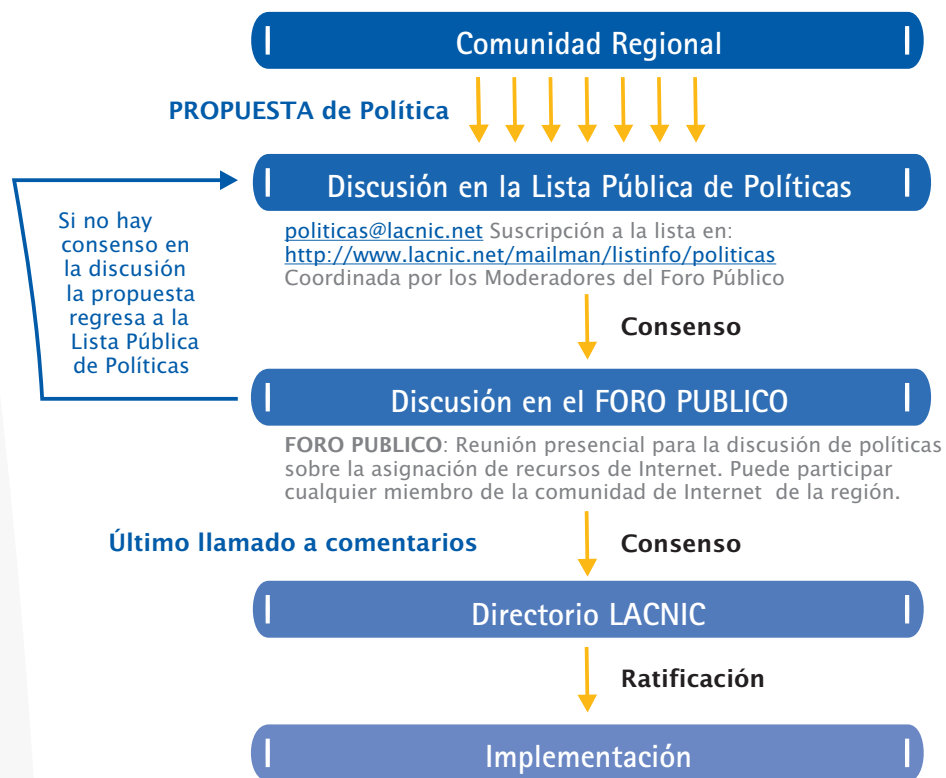 Comunidad Regional
PROPUESTA de Política
Discusión en la Lista Pública de Políticas
Si no hay
consenso en
la discusión
la propuesta
regresa a la
Lista Pública
de Políticas
politicas@lacnic.net Suscripción a la lista en:
http://www.lacnic.net/mailman/listinfo/politicas
Coordinada por los Moderadores del Foro Público
Consenso
Discusión en el FORO PUBLICO
FORO PUBLICO: Reunión presencial para la discusión de políticas
sobre la asignación de recursos de Internet. Puede participar
cualquier miembro de la comunidad de Internet de la región.
Último llamado a comentarios
Consenso
Directorio LACNIC
Ratificación
Implementación